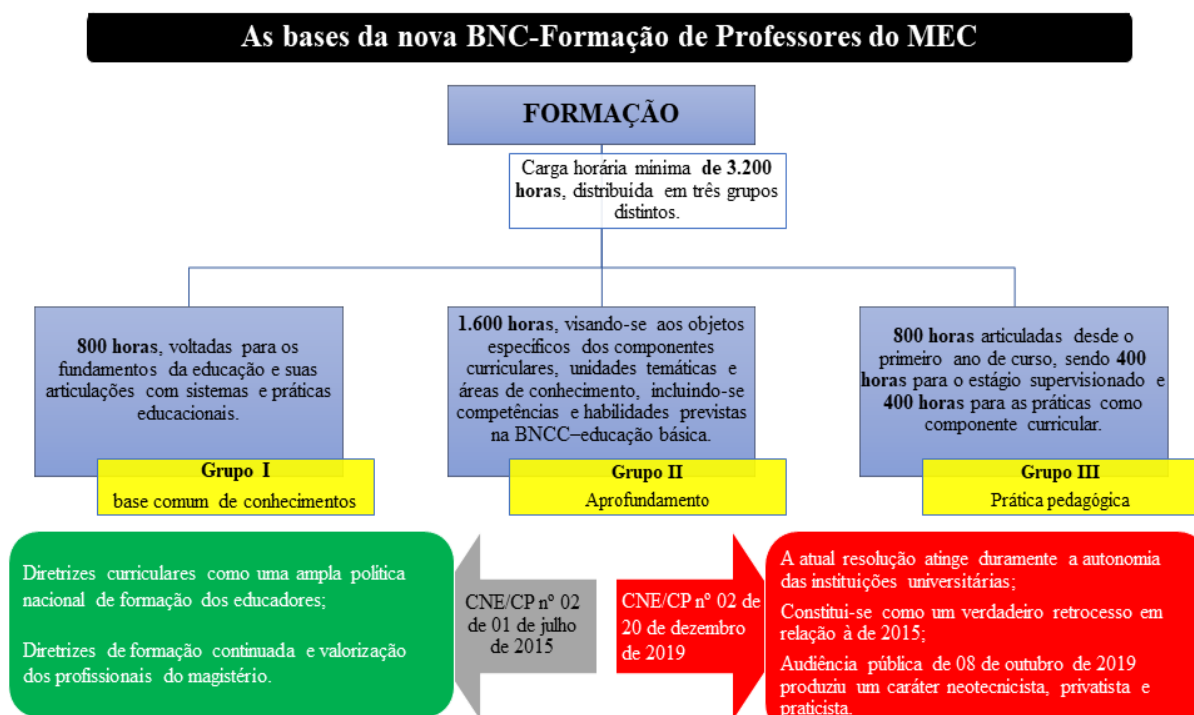 As bases da nova BNC-Formação de Professores do MEC
FORMAÇÃO
Carga horária mínima de 3.200
horas, distribuída em três grupos
distintos.
800 horas, voltadas para os
fundamentos da educação e suas
articulações com sistemas e práticas
educacionais.
Grupo I
base comum de conhecimentos
1.600 horas, visando-se aos objetos
específicos dos componentes
curriculares, unidades temáticas e
áreas de conhecimento, incluindo-se
competências e habilidades previstas
na BNCC–educação básica.
Grupo II
Aprofundamento
800 horas articuladas desde o
primeiro ano de curso, sendo 400
horas para o estágio supervisionado e
400 horas para as práticas como
componente curricular.
Grupo III
Prática pedagógica
Diretrizes curriculares como uma ampla política
nacional de formação dos educadores;
Diretrizes de formação continuada e valorização
dos profissionais do magistério.
CNE/CP nº 02
de 01 de julho
de 2015
CNE/CP nº 02 de
20 de dezembro
de 2019
A atual resolução atinge duramente a autonomia
das instituições universitárias;
Constitui-se como um verdadeiro retrocesso em
relação à de 2015;
Audiência pública de 08 de outubro de 2019
produziu um caráter neotecnicista, privatista e
praticista.